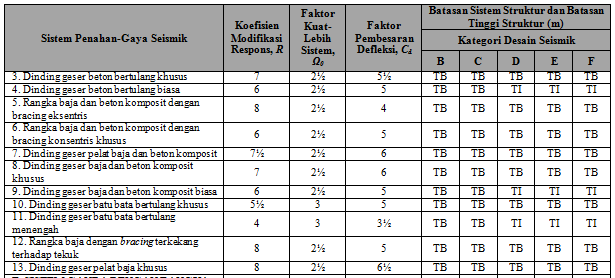 Sistem Penahan-Gaya Seismik
Koefisien
Modifikasi
Respons, R
Faktor
Kuat-
Lebih
Sistem,
Ω₀
Faktor
Pembesaran
Defleksi, C_d
Batasan Sistem Struktur dan Batasan
Tinggi Struktur (m)
Kategori Desain Seismik
B C D E F
3. Dinding geser beton bertulang khusus 7 2½ 5½ TB TB TB TB TB
4. Dinding geser beton bertulang biasa 6 2½ 5 TB TB TI TI TI
5. Rangka baja dan beton komposit dengan
bracing eksentris 8 2½ 4 TB TB TB TB TB
6. Rangka baja dan beton komposit dengan
bracing konsentris khusus 6 2½ 5 TB TB TB TB TB
7. Dinding geser pelat baja dan beton komposit 7½ 2½ 6 TB TB TB TB TB
8. Dinding geser baja dan beton komposit
khusus 7 2½ 6 TB TB TB TB TB
9. Dinding geser baja dan beton komposit biasa 6 2½ 5 TB TB TI TI TI
10. Dinding geser batu bata bertulang khusus 5½ 3 5 TB TB TB TB TB
11. Dinding geser batu bata bertulang
menengah 4 3 3½ TB TB TI TI TI
12. Rangka baja dengan bracing terkekang
terhadap tekuk 8 2½ 5 TB TB TB TB TB
13. Dinding geser pelat baja khusus 8 2½ 6½ TB TB TB TB TB